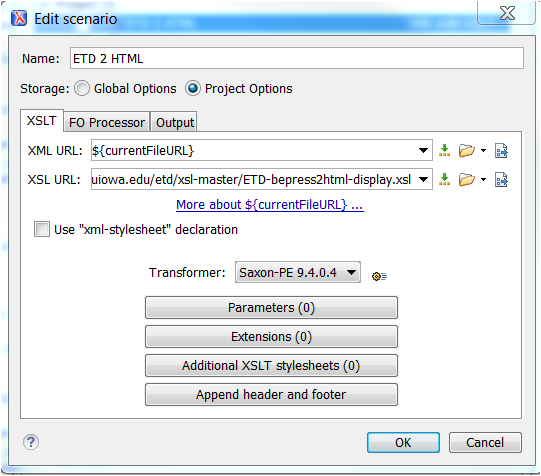 Edit scenario
Name: ETD 2 HTML
Storage: Global Options Project Options
XSLT FO Processor Output
XML URL: ${currentFileURL}
XSL URL: uiowa.edu/etd/xsl-master/ETD-bepress2html-display.xsl
More about ${currentFileURL} ...
Use "xml-stylesheet" declaration
Transformer: Saxon-PE 9.4.0.4
Parameters (0)
Extensions (0)
Additional XSLT stylesheets (0)
Append header and footer
? OK Cancel